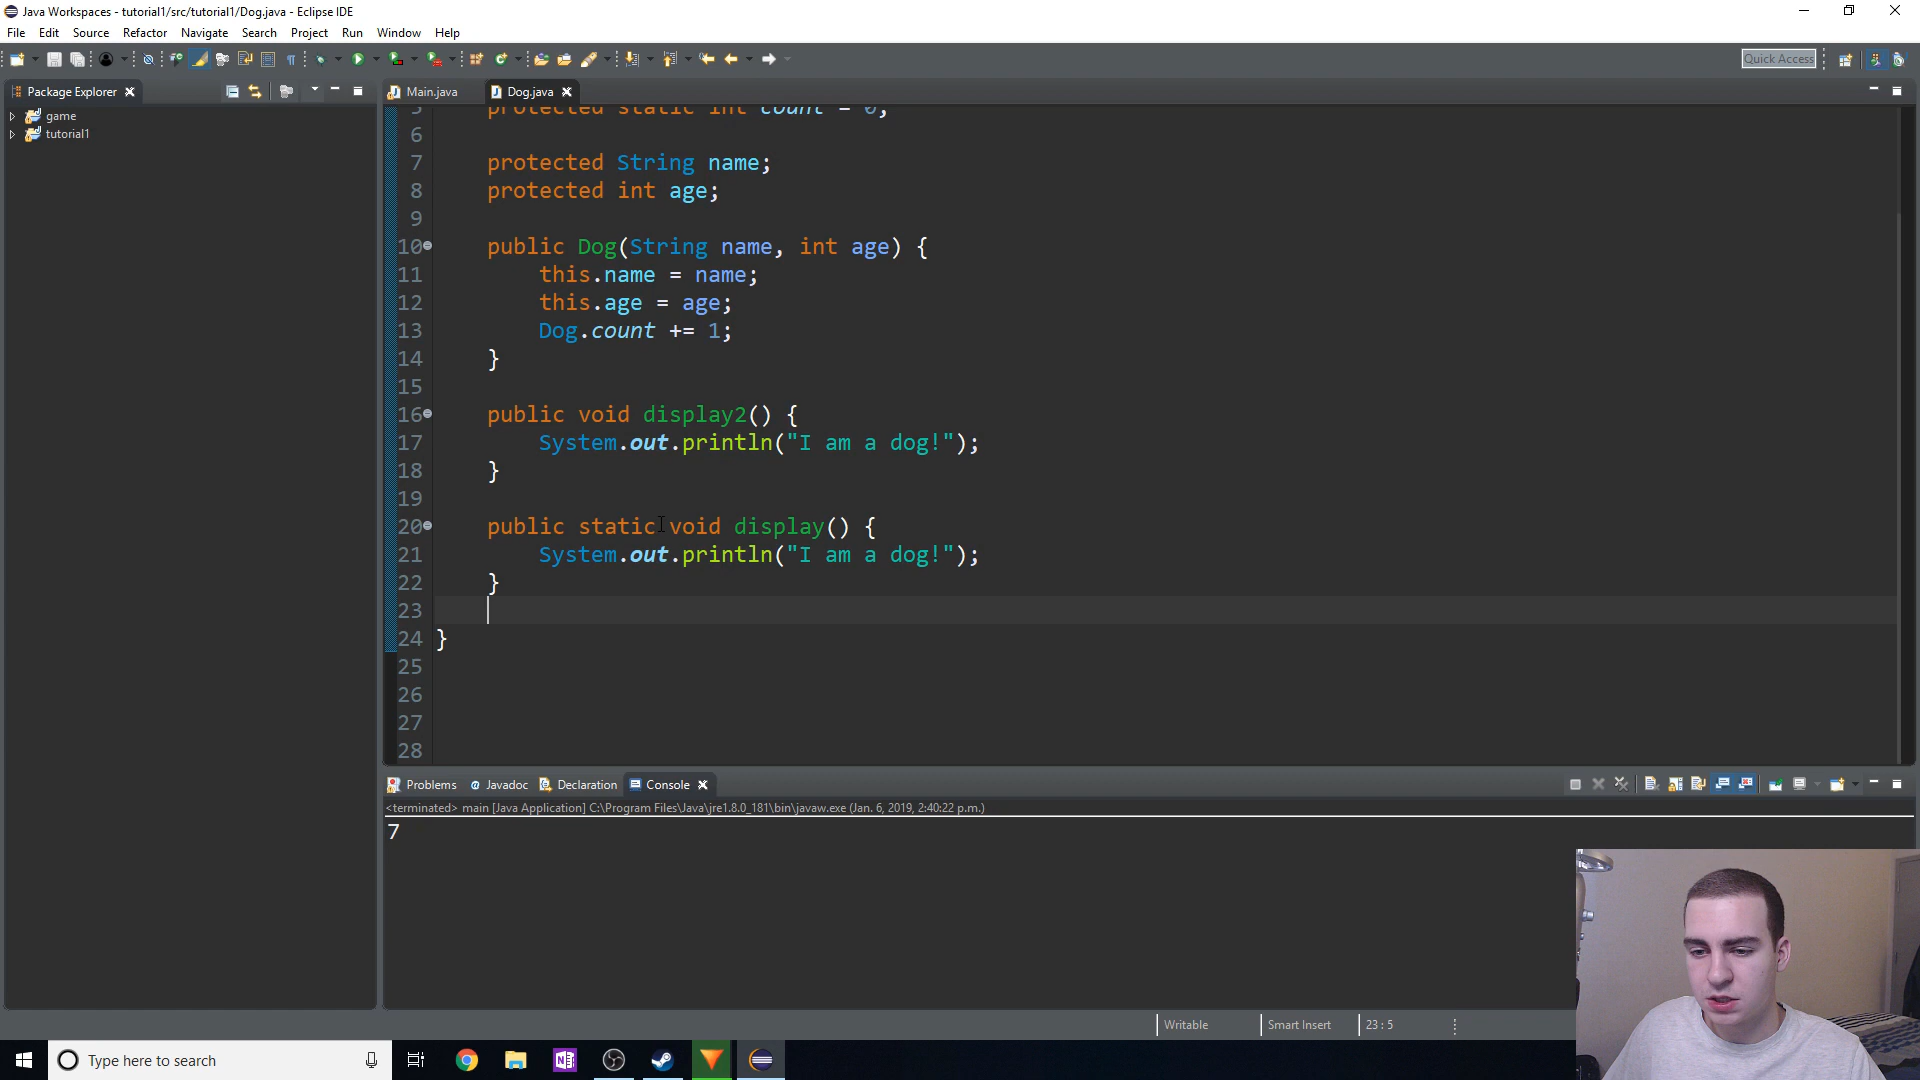 Java Workspaces - tutorial1/src/tutorial1/Dog.java - Eclipse IDE
File Edit Source Refactor Navigate Search Project Run Window Help
Quick Access
Package Explorer
Main.java
Dog.java
game
tutorial1
5 protected static int count = 0;
6
7 protected String name;
8 protected int age;
9
10 public Dog(String name, int age) {
11 this.name = name;
12 this.age = age;
13 Dog.count += 1;
14 }
15
16 public void display2() {
17 System.out.println("I am a dog!");
18 }
19
20 public static void display() {
21 System.out.println("I am a dog!");
22 }
23
24 }
25
26
27
28
Problems Javadoc Declaration Console
<terminated> main [Java Application] C:\Program Files\Java\jre1.8.0_181\bin\javaw.exe (Jan. 6, 2019, 2:40:22 p.m.)
7
Writable Smart Insert 23 : 5
Type here to search